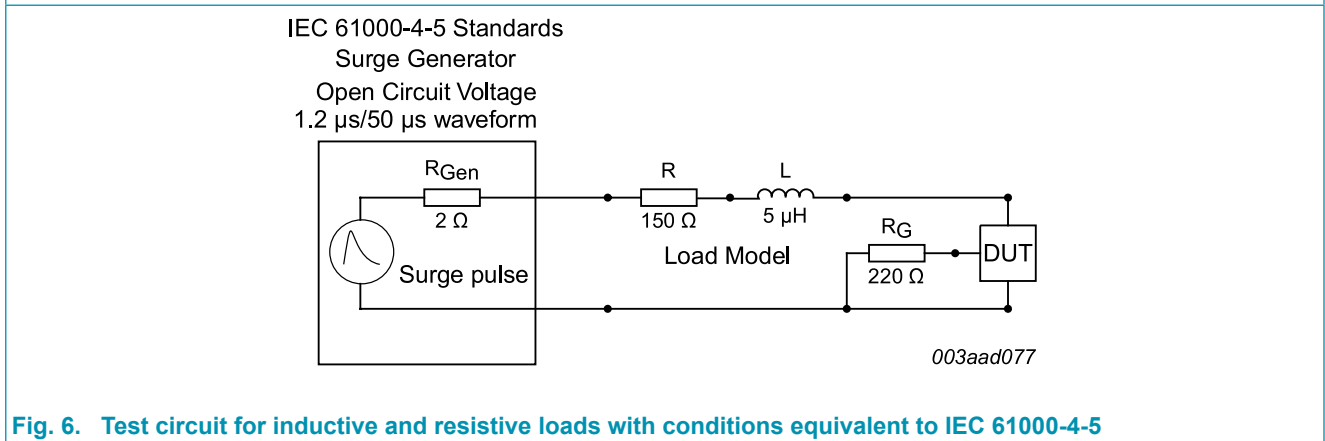 IEC 61000-4-5 Standards
Surge Generator
Open Circuit Voltage
1.2 µs/50 µs waveform
RGen
2 Ω
Surge pulse
R
150 Ω
L
5 µH
Load Model
RG
220 Ω
DUT
003aad077
Fig. 6. Test circuit for inductive and resistive loads with conditions equivalent to IEC 61000-4-5